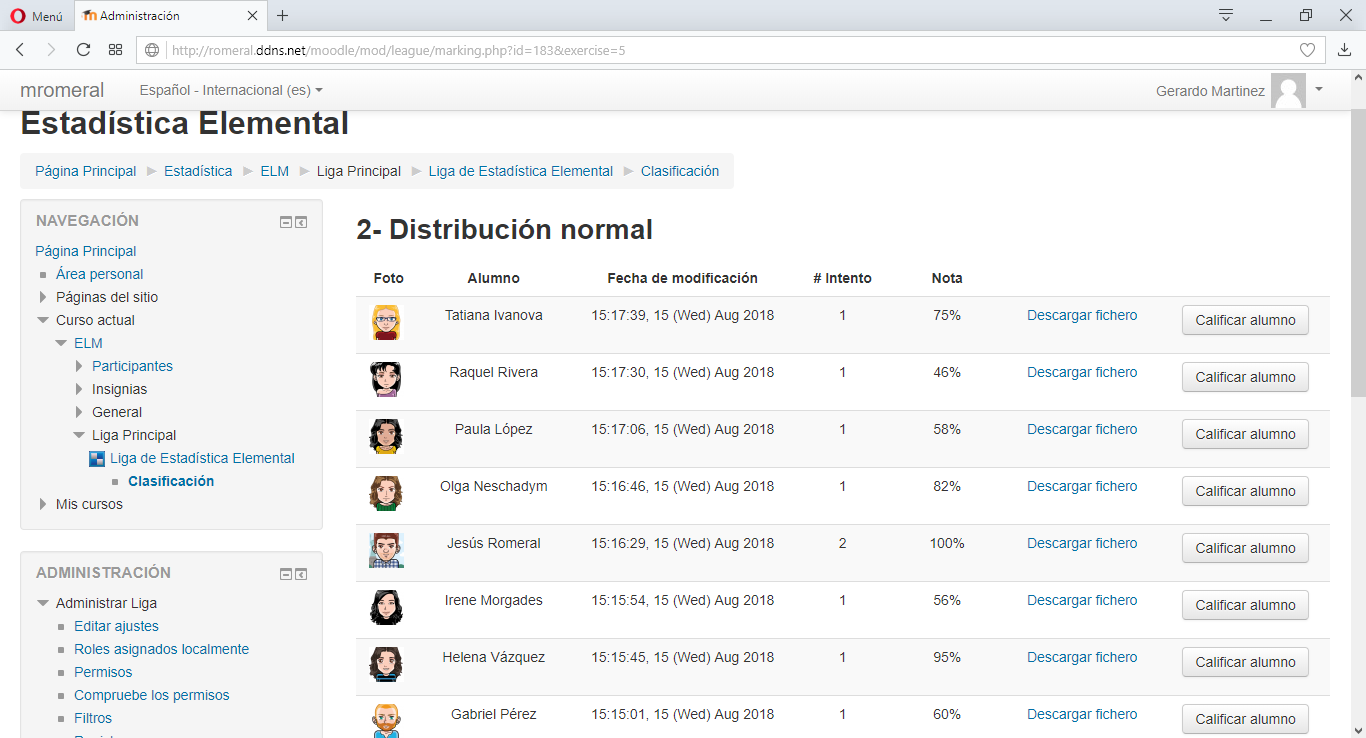 Menú
Administración
http://romeral.ddns.net/moodle/mod/league/marking.php?id=183&exercise=5
mromeral
Español - Internacional (es)
Gerardo Martinez
Estadística Elemental
Página Principal Estadística ELM Liga Principal Liga de Estadística Elemental Clasificación
NAVEGACIÓN
Página Principal
Área personal
Páginas del sitio
Curso actual
ELM
Participantes
Insignias
General
Liga Principal
Liga de Estadística Elemental
Clasificación
Mis cursos
ADMINISTRACIÓN
Administrar Liga
Editar ajustes
Roles asignados localmente
Permisos
Compruebe los permisos
Filtros
2- Distribución normal
Foto Alumno Fecha de modificación # Intento Nota
Tatiana Ivanova 15:17:39, 15 (Wed) Aug 2018 1 75% Descargar fichero Calificar alumno
Raquel Rivera 15:17:30, 15 (Wed) Aug 2018 1 46% Descargar fichero Calificar alumno
Paula López 15:17:06, 15 (Wed) Aug 2018 1 58% Descargar fichero Calificar alumno
Olga Neschadym 15:16:46, 15 (Wed) Aug 2018 1 82% Descargar fichero Calificar alumno
Jesús Romeral 15:16:29, 15 (Wed) Aug 2018 2 100% Descargar fichero Calificar alumno
Irene Morgades 15:15:54, 15 (Wed) Aug 2018 1 56% Descargar fichero Calificar alumno
Helena Vázquez 15:15:45, 15 (Wed) Aug 2018 1 95% Descargar fichero Calificar alumno
Gabriel Pérez 15:15:01, 15 (Wed) Aug 2018 1 60% Descargar fichero Calificar alumno